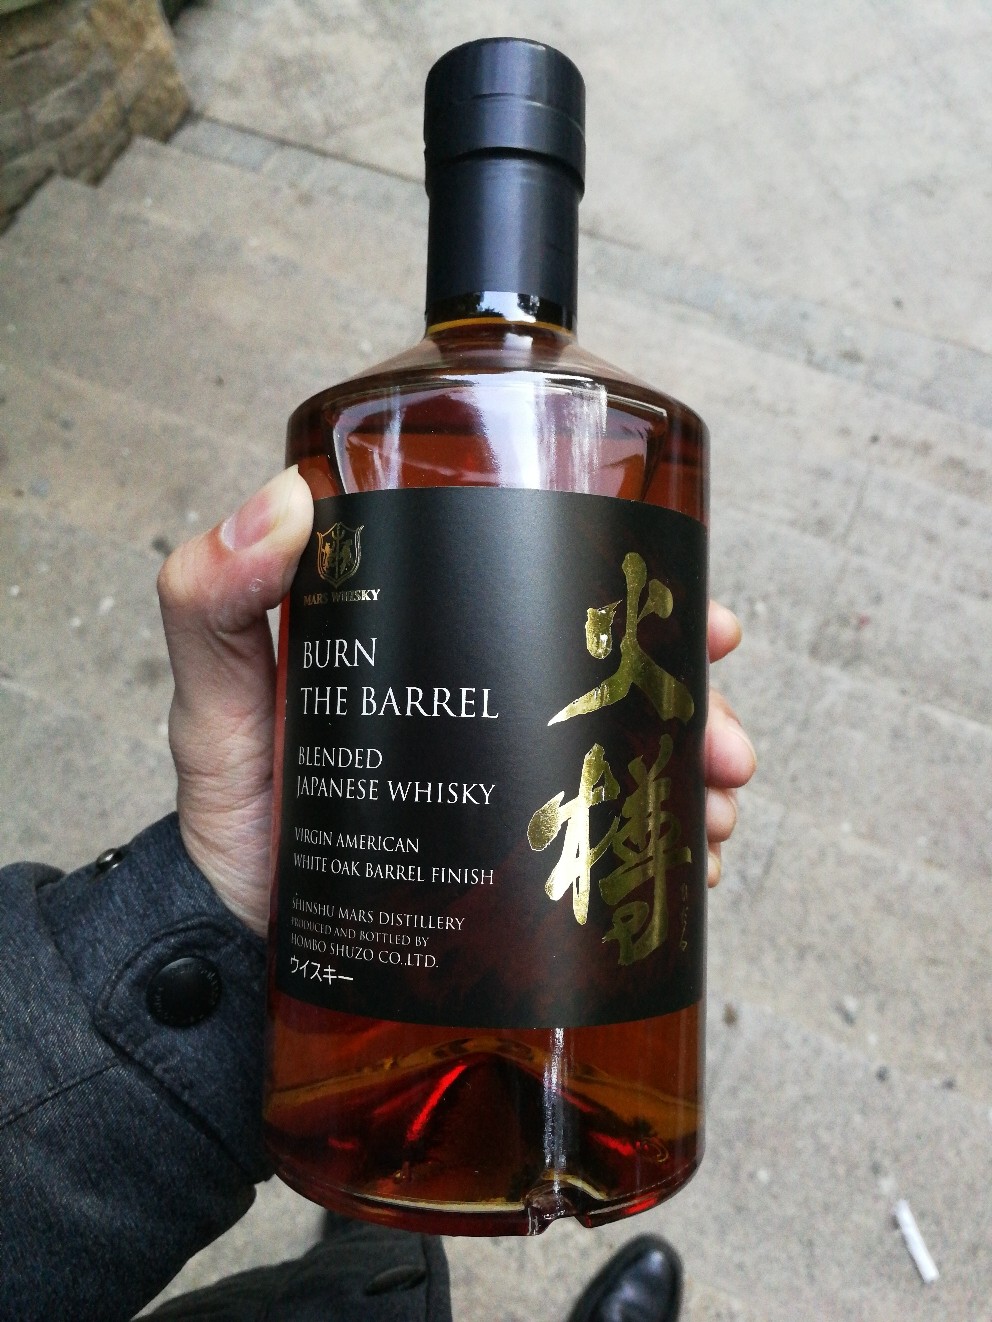 MARS WHISKY
BURN
THE BARREL
BLENDED
JAPANESE WHISKY
VIRGIN AMERICAN
WHITE OAK BARREL FINISH
SHINSHU MARS DISTILLERY
PRODUCED AND BOTTLED BY
HOMBO SHUZO CO.,LTD.
ウイスキー
火樽